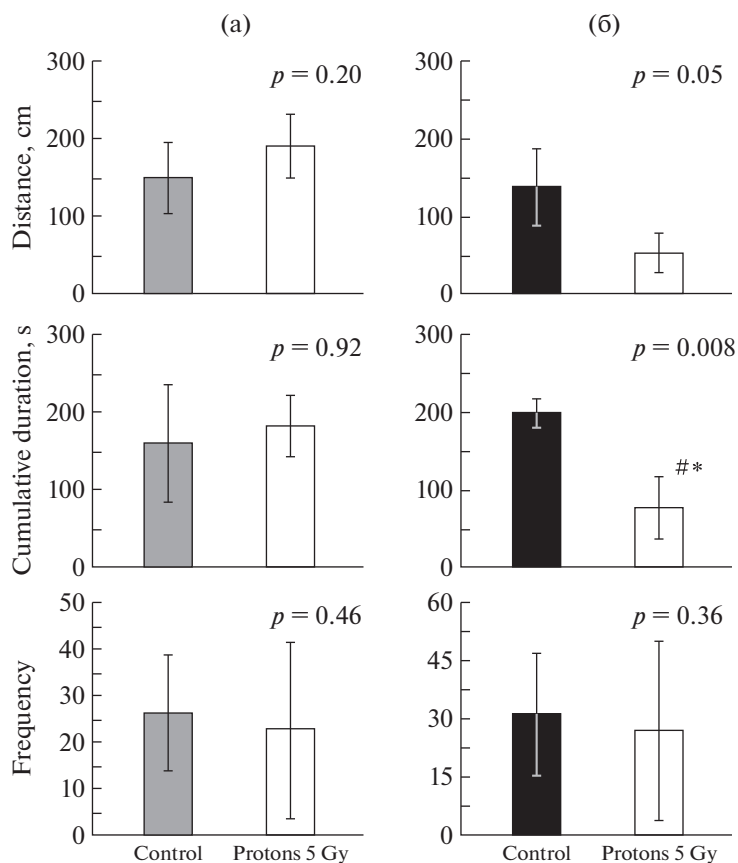 (а)
(б)
Distance, cm
300
200
100
0
p = 0.20
300
200
100
0
p = 0.05
Cumulative duration, s
300
200
100
0
p = 0.92
300
200
100
0
p = 0.008
#*
Frequency
50
40
30
20
10
0
p = 0.46
60
45
30
15
0
p = 0.36
Control Protons 5 Gy
Control Protons 5 Gy